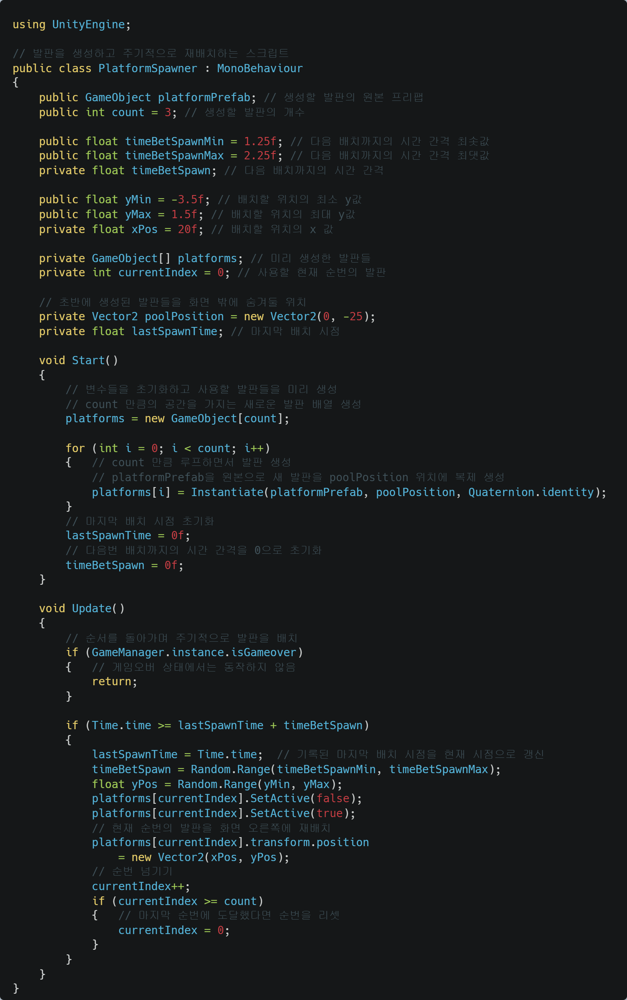 using UnityEngine;

// 발판을 생성하고 주기적으로 재배치하는 스크립트
public class PlatformSpawner : MonoBehaviour
{
    public GameObject platformPrefab; // 생성할 발판의 원본 프리팹
    public int count = 3; // 생성할 발판의 개수

    public float timeBetSpawnMin = 1.25f; // 다음 배치까지의 시간 간격 최솟값
    public float timeBetSpawnMax = 2.25f; // 다음 배치까지의 시간 간격 최댓값
    private float timeBetSpawn; // 다음 배치까지의 시간 간격

    public float yMin = -3.5f; // 배치할 위치의 최소 y값
    public float yMax = 1.5f; // 배치할 위치의 최대 y값
    private float xPos = 20f; // 배치할 위치의 x 값

    private GameObject[] platforms; // 미리 생성한 발판들
    private int currentIndex = 0; // 사용할 현재 순번의 발판

    // 초반에 생성된 발판들을 화면 밖에 숨겨둘 위치
    private Vector2 poolPosition = new Vector2(0, -25);
    private float lastSpawnTime; // 마지막 배치 시점

    void Start()
    {
        // 변수들을 초기화하고 사용할 발판들을 미리 생성
        // count 만큼의 공간을 가지는 새로운 발판 배열 생성
        platforms = new GameObject[count];

        for (int i = 0; i < count; i++)
        {   // count 만큼 루프하면서 발판 생성
            // platformPrefab을 원본으로 새 발판을 poolPosition 위치에 복제 생성
            platforms[i] = Instantiate(platformPrefab, poolPosition, Quaternion.identity);
        }
        // 마지막 배치 시점 초기화
        lastSpawnTime = 0f;
        // 다음번 배치까지의 시간 간격을 0으로 초기화
        timeBetSpawn = 0f;
    }

    void Update()
    {
        // 순서를 돌아가며 주기적으로 발판을 배치
        if (GameManager.instance.isGameover)
        {   // 게임오버 상태에서는 동작하지 않음
            return;
        }

        if (Time.time >= lastSpawnTime + timeBetSpawn)
        {
            lastSpawnTime = Time.time;  // 기록된 마지막 배치 시점을 현재 시점으로 갱신
            timeBetSpawn = Random.Range(timeBetSpawnMin, timeBetSpawnMax);
            float yPos = Random.Range(yMin, yMax);
            platforms[currentIndex].SetActive(false);
            platforms[currentIndex].SetActive(true);
            // 현재 순번의 발판을 화면 오른쪽에 재배치
            platforms[currentIndex].transform.position
                = new Vector2(xPos, yPos);
            // 순번 넘기기
            currentIndex++;
            if (currentIndex >= count)
            {   // 마지막 순번에 도달했다면 순번을 리셋
                currentIndex = 0;
            }
        }
    }
}